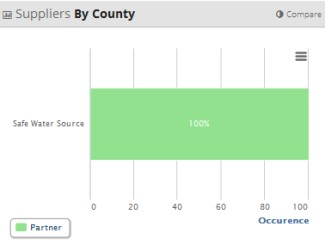 Suppliers By County
Compare
Safe Water Source
100%
0 20 40 60 80 100
Occurence
Partner